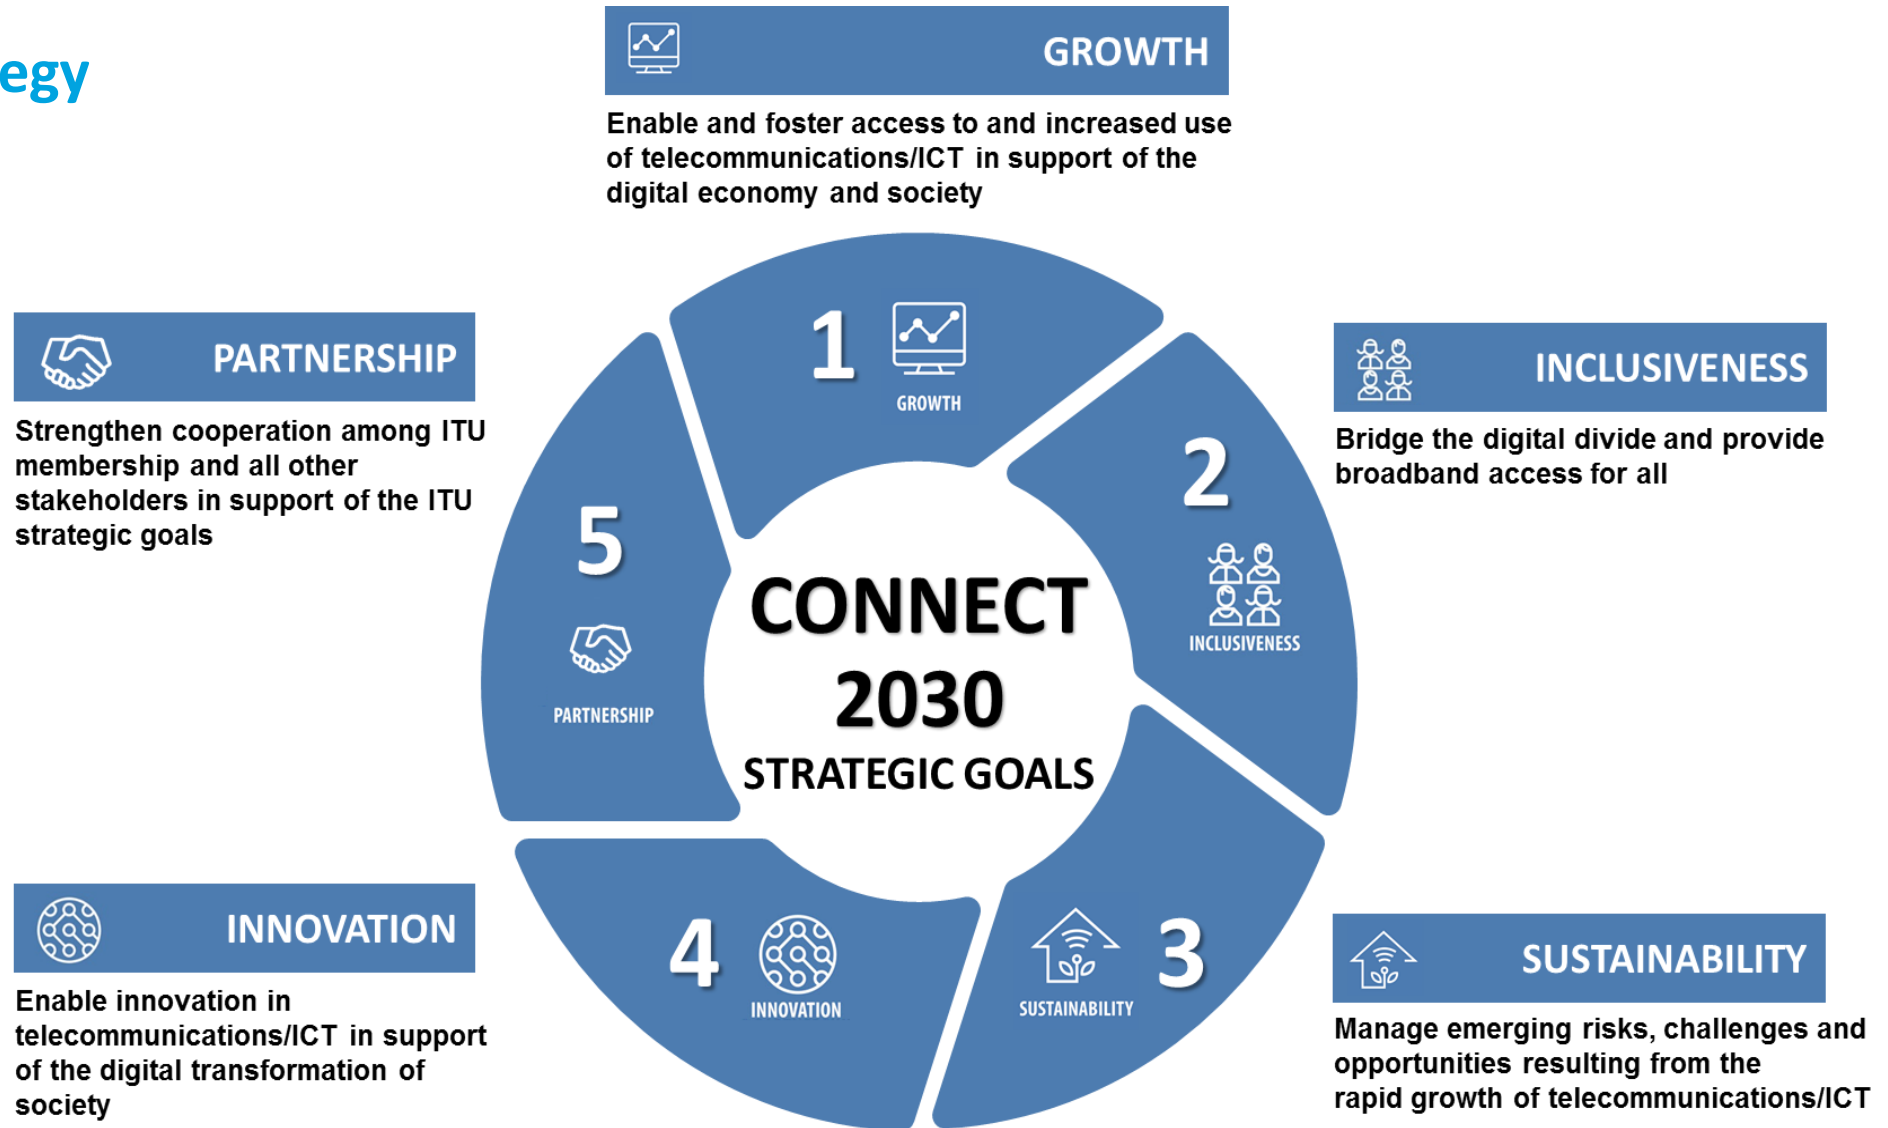 egy
GROWTH
Enable and foster access to and increased use
of telecommunications/ICT in support of the
digital economy and society
PARTNERSHIP
Strengthen cooperation among ITU
membership and all other
stakeholders in support of the ITU
strategic goals
INCLUSIVENESS
Bridge the digital divide and provide
broadband access for all
1
GROWTH
2
INCLUSIVENESS
5
PARTNERSHIP
CONNECT
2030
STRATEGIC GOALS
4
INNOVATION
3
SUSTAINABILITY
INNOVATION
Enable innovation in
telecommunications/ICT in support
of the digital transformation of
society
SUSTAINABILITY
Manage emerging risks, challenges and
opportunities resulting from the
rapid growth of telecommunications/ICT